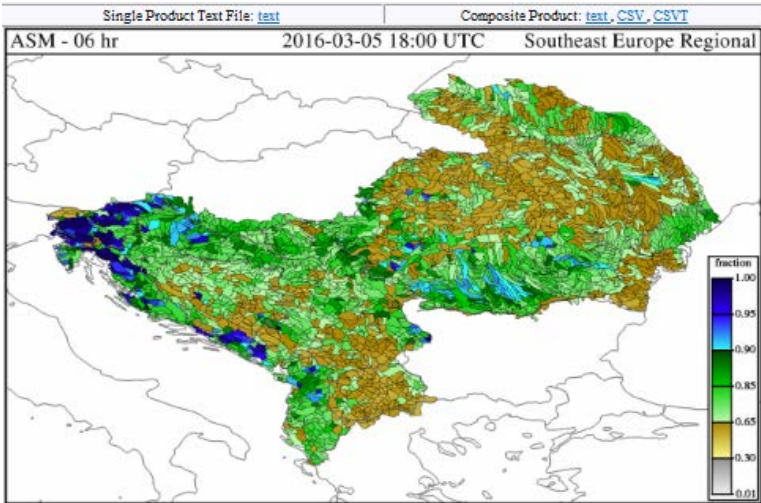 Single Product Text File: text
Composite Product: text , CSV , CSVT
ASM - 06 hr
2016-03-05 18:00 UTC
Southeast Europe Regional
fraction
1.00
0.95
0.90
0.85
0.65
0.30
0.01